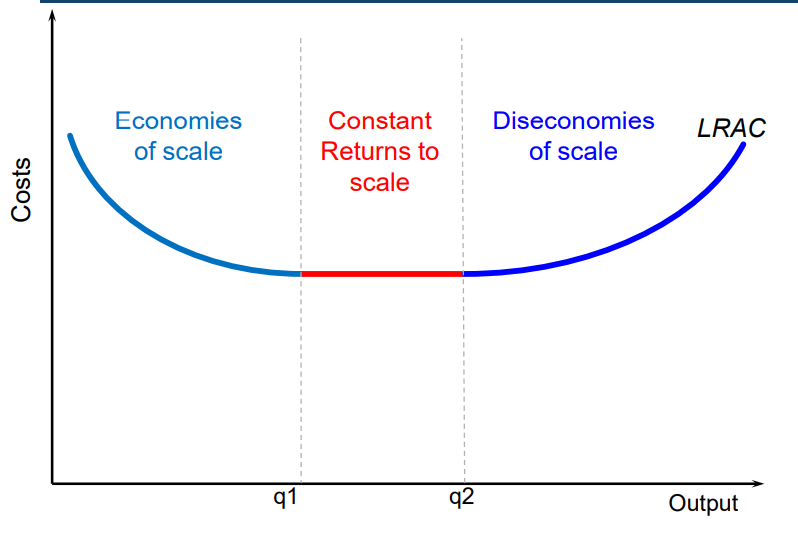 Economies
of scale
Constant
Returns to
scale
Diseconomies
of scale
LRAC
Costs
q1
q2
Output